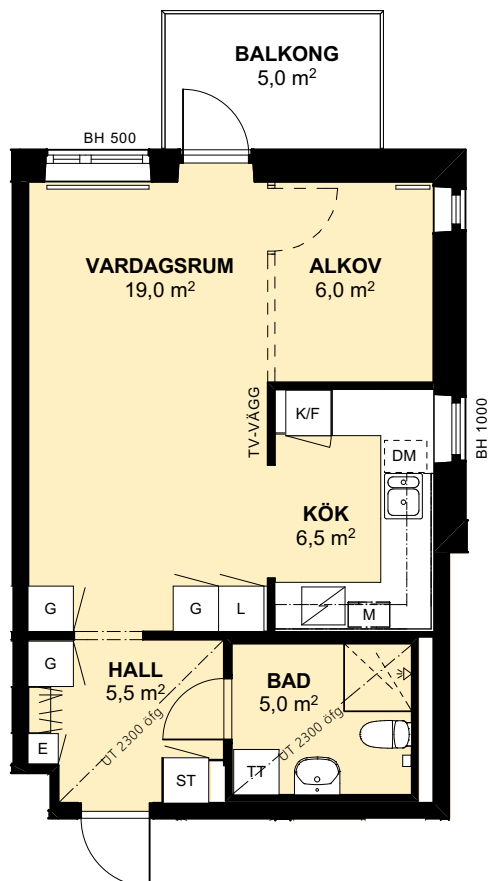 BALKONG
5,0 m²
BH 500
VARDAGSRUM
19,0 m²
ALKOV
6,0 m²
TV-VÄGG
K/F
BH 1000
DM
KÖK
6,5 m²
G
G
L
M
G
HALL
5,5 m²
BAD
5,0 m²
UT 2300 öfg
UT 2300 öfg
E
ST
TT